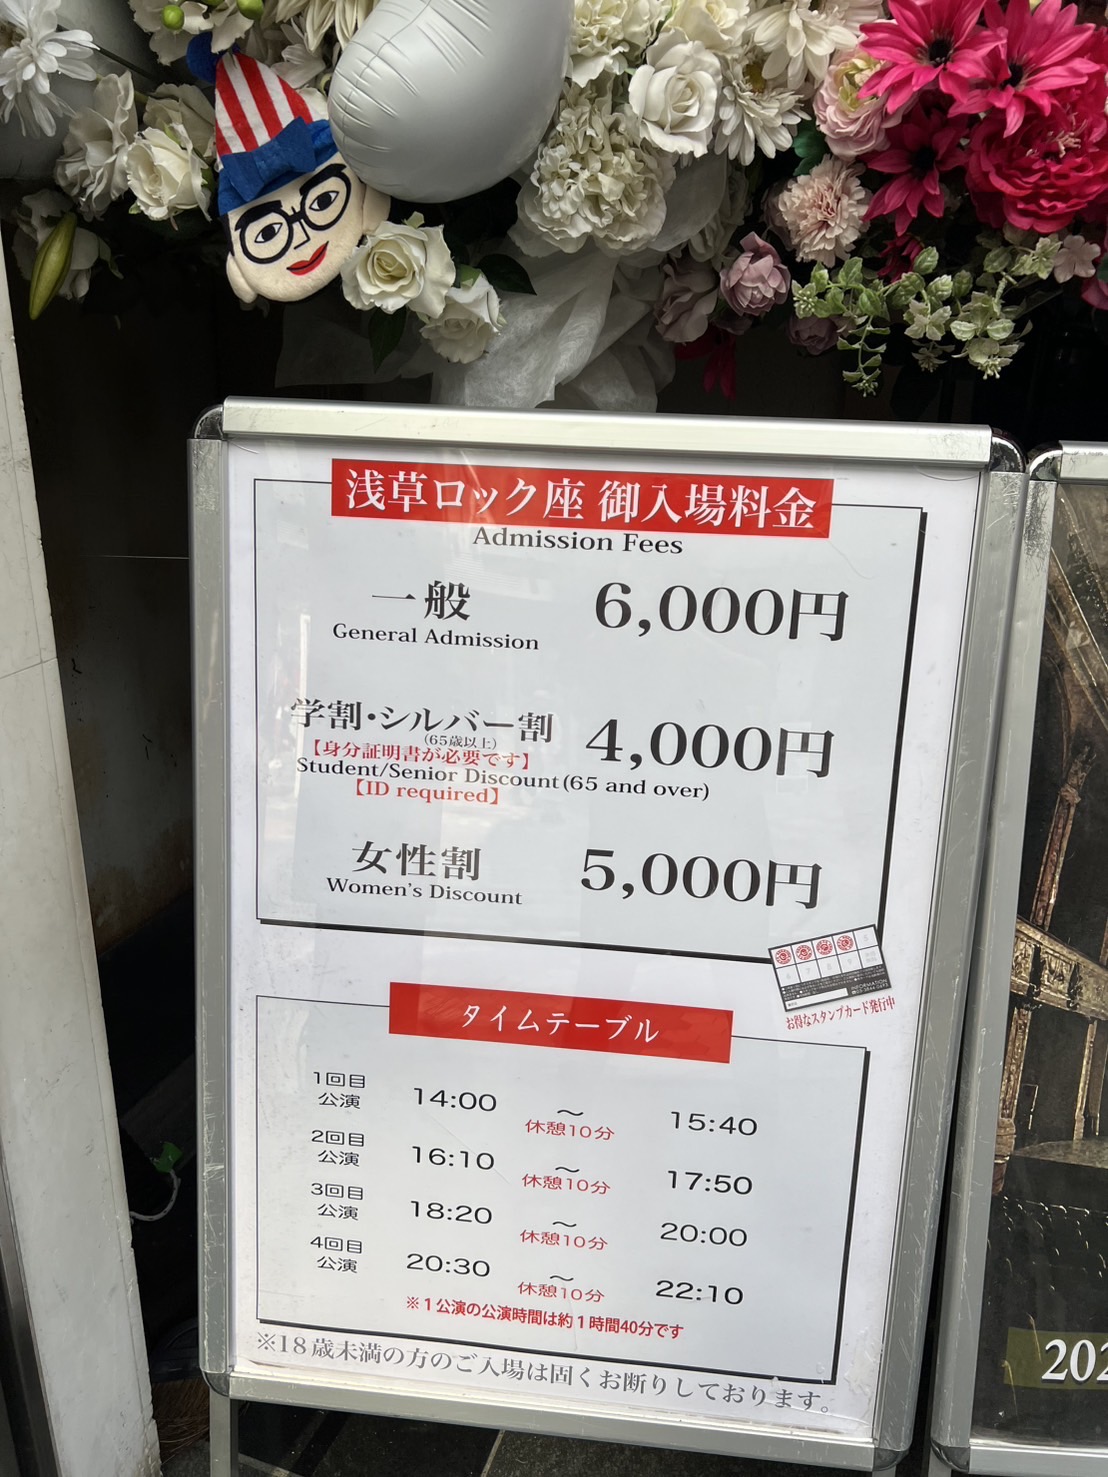 浅草ロック座 御入場料金
Admission Fees
一般 6,000円
General Admission
学割・シルバー割 4,000円
(65歳以上)
【身分証明書が必要です】
Student/Senior Discount(65 and over)
【ID required】
女性割 5,000円
Women's Discount
お得なスタンプカード発行中
タイムテーブル
1回目公演 14:00 ～ 休憩10分 15:40
2回目公演 16:10 ～ 休憩10分 17:50
3回目公演 18:20 ～ 休憩10分 20:00
4回目公演 20:30 ～ 休憩10分 22:10
※１公演の公演時間は約１時間40分です
※18歳未満の方のご入場は固くお断りしております。
202